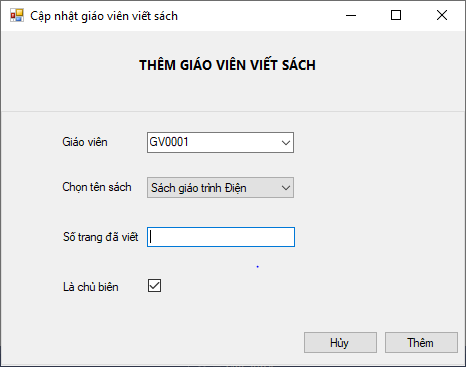 Cập nhật giáo viên viết sách
THÊM GIÁO VIÊN VIẾT SÁCH
Giáo viên
GV0001
Chọn tên sách
Sách giáo trình Điện
Số trang đã viết
Là chủ biên
Hủy
Thêm